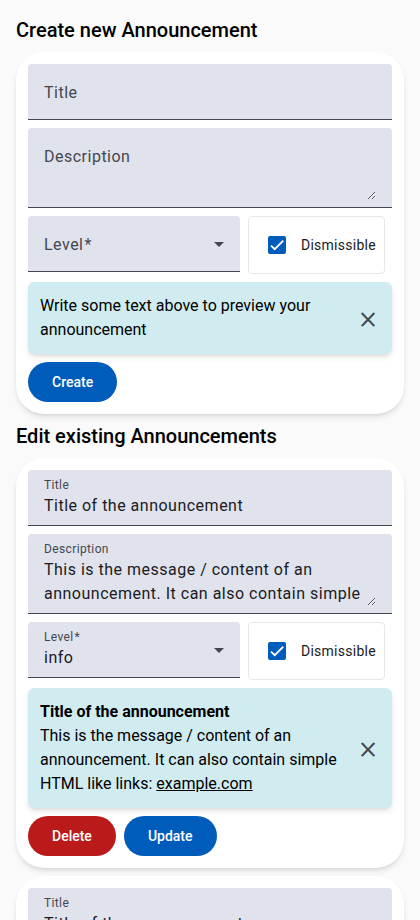 Create new Announcement
Title
Description
Level*
Dismissible
Write some text above to preview your
announcement
Create
Edit existing Announcements
Title
Title of the announcement
Description
This is the message / content of an
announcement. It can also contain simple
Level*
info
Dismissible
Title of the announcement
This is the message / content of an
announcement. It can also contain simple
HTML like links: example.com
Delete
Update
Title